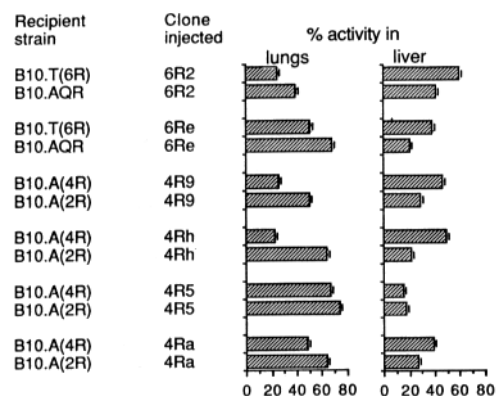 Recipient strain Clone injected % activity in
lungs liver
B10.T(6R) 6R2
B10.AQR 6R2
B10.T(6R) 6Re
B10.AQR 6Re
B10.A(4R) 4R9
B10.A(2R) 4R9
B10.A(4R) 4Rh
B10.A(2R) 4Rh
B10.A(4R) 4R5
B10.A(2R) 4R5
B10.A(4R) 4Ra
B10.A(2R) 4Ra
0 20 40 60 80 0 20 40 60 80